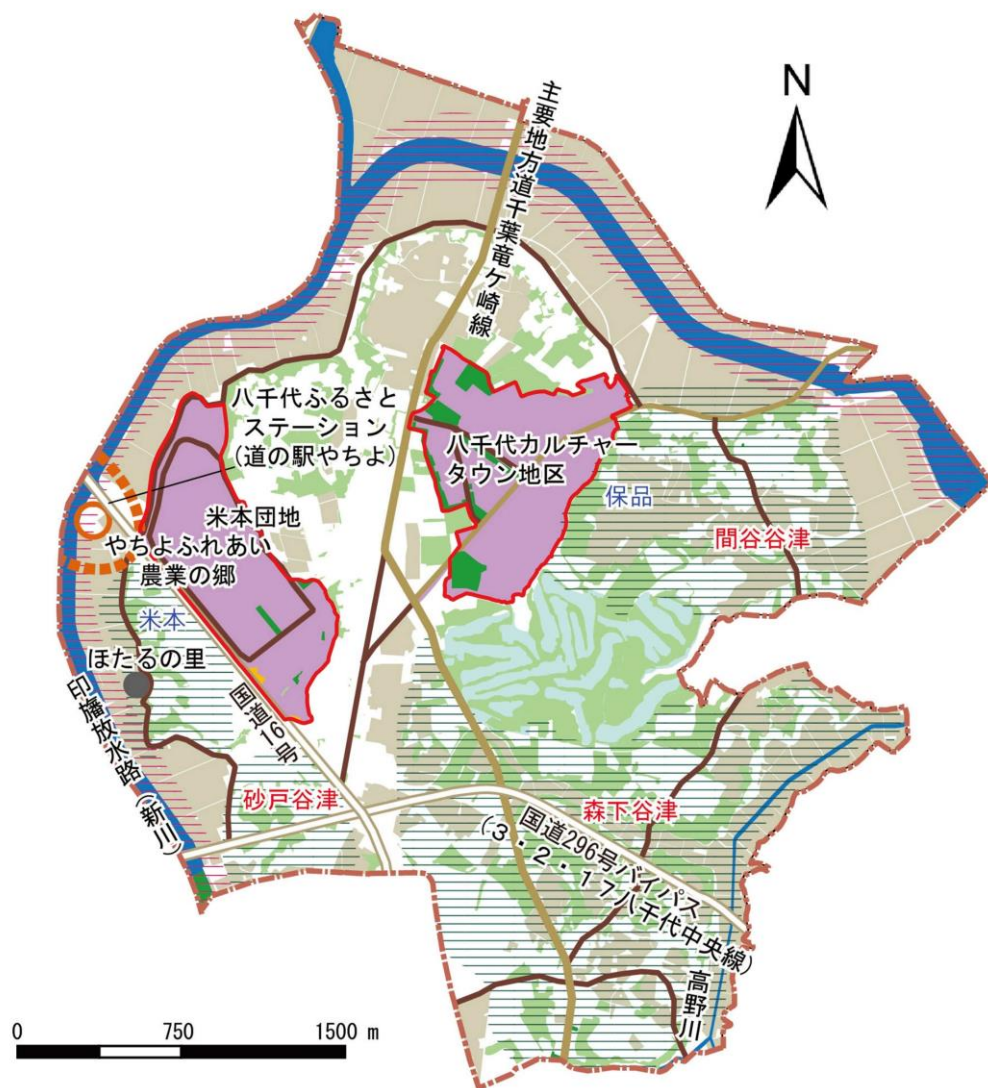 N
主要地方道千葉竜ケ崎線
八千代ふるさと
ステーション
(道の駅やちよ)
八千代カルチャー
タウン地区
保品
米本団地
間谷谷津
やちよふれあい
農業の郷
米本
ほたるの里
国道16号
印旛放水路(新川)
砂戸谷津
森下谷津
国道296号バイパス
(3・2・17八千代中央線)
高野川
0 750 1500 m